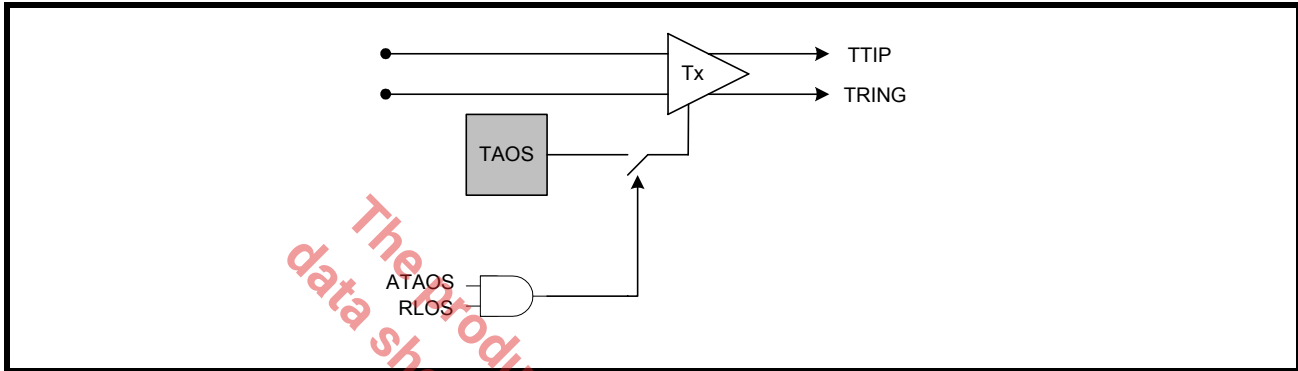 TTIP
Tx
TRING
TAOS
ATAOS
RLOS
The produ
data sh